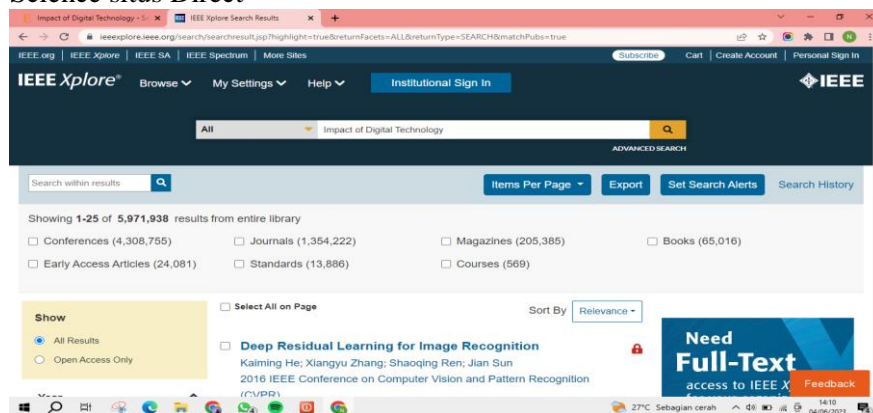 Science situs Direct
Impact of Digital Technology - Sc
IEEE Xplore Search Results
ieeexplore.ieee.org/search/searchresult.jsp?highlight=true&returnFacets=ALL&returnType=SEARCH&matchPubs=true
IEEE.org | IEEE Xplore | IEEE SA | IEEE Spectrum | More Sites
Subscribe
Cart | Create Account | Personal Sign In
IEEE Xplore® Browse My Settings Help Institutional Sign In
IEEE
All Impact of Digital Technology
ADVANCED SEARCH
Search within results
Items Per Page Export Set Search Alerts Search History
Showing 1-25 of 5,971,938 results from entire library
Conferences (4,308,755) Journals (1,354,222) Magazines (205,385) Books (65,016)
Early Access Articles (24,081) Standards (13,886) Courses (569)
Show
All Results
Open Access Only
Year
Select All on Page
Sort By Relevance
Deep Residual Learning for Image Recognition
Kaiming He; Xiangyu Zhang; Shaoqing Ren; Jian Sun
2016 IEEE Conference on Computer Vision and Pattern Recognition
(CVPR)
Need
Full-Text
access to IEEE X
Feedback
27°C Sebagian cerah
14:10
04/06/2023